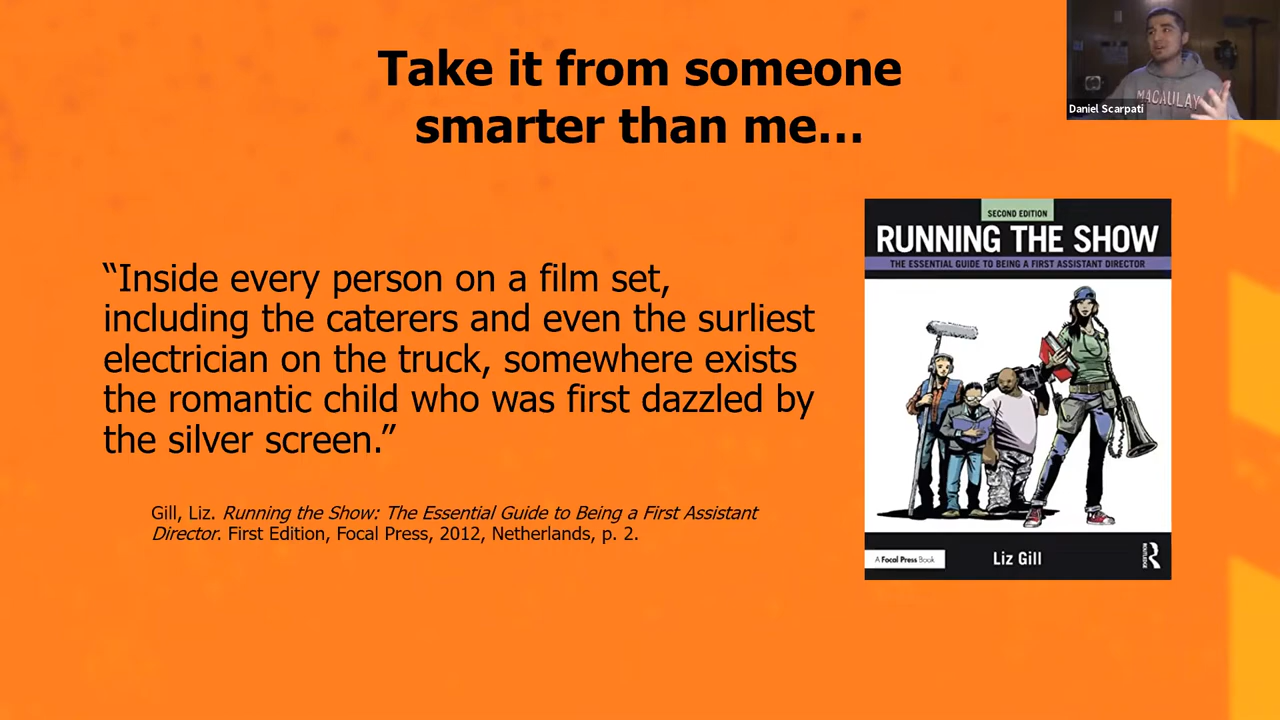 Take it from someone
smarter than me...
Daniel Scarpati
MACAULAY
“Inside every person on a film set,
including the caterers and even the surliest
electrician on the truck, somewhere exists
the romantic child who was first dazzled by
the silver screen.”
Gill, Liz. Running the Show: The Essential Guide to Being a First Assistant
Director. First Edition, Focal Press, 2012, Netherlands, p. 2.
SECOND EDITION
RUNNING THE SHOW
THE ESSENTIAL GUIDE TO BEING A FIRST ASSISTANT DIRECTOR
A Focal Press Book
Liz Gill
ROUTLEDGE